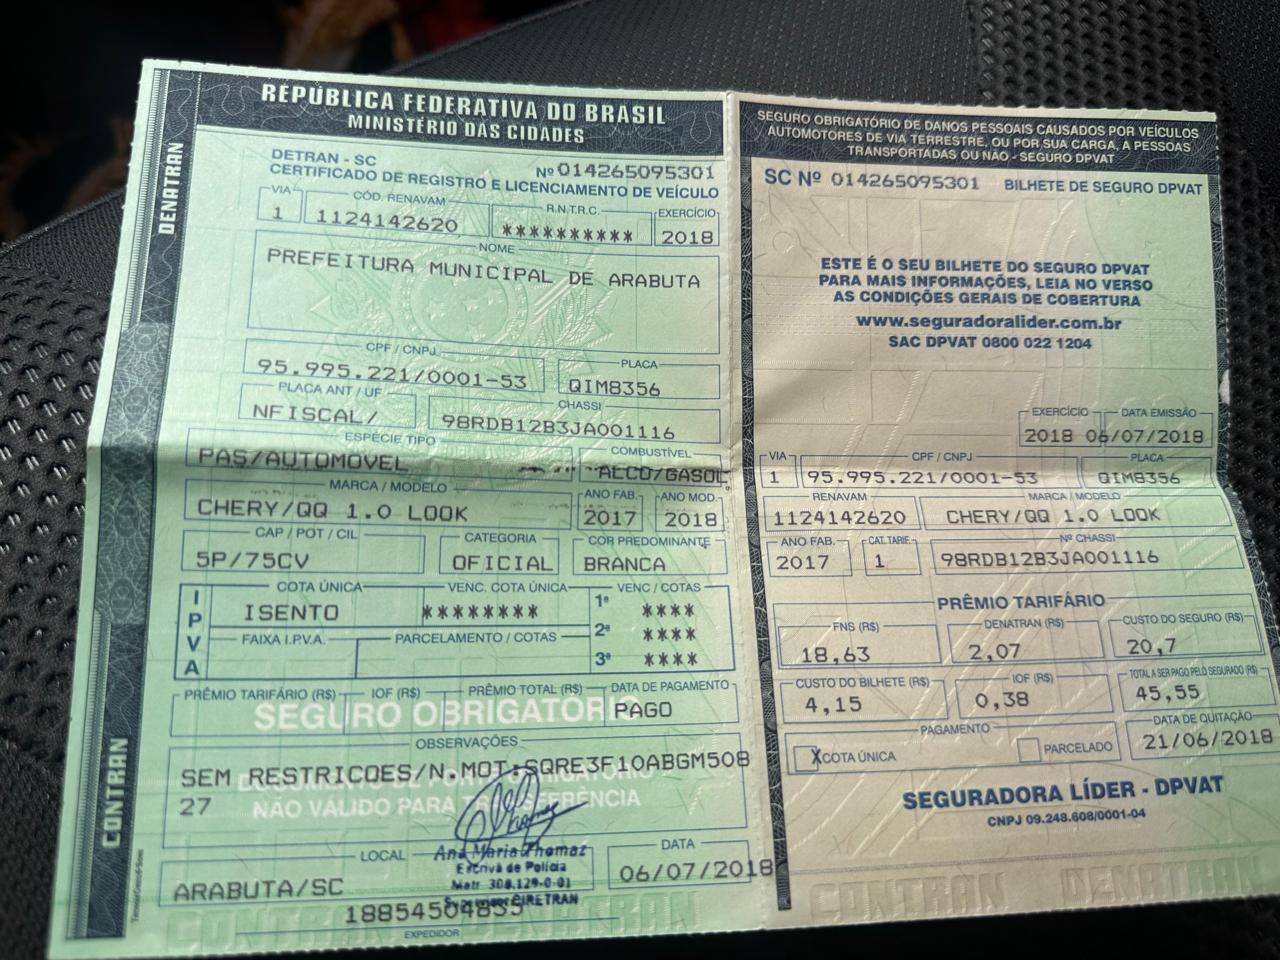 REPÚBLICA FEDERATIVA DO BRASIL
MINISTÉRIO DAS CIDADES
DENATRAN
CONTRAN
DETRAN - SC Nº 014265095301
CERTIFICADO DE REGISTRO E LICENCIAMENTO DE VEÍCULO
VIA CÓD. RENAVAM R.N.T.R.C. EXERCÍCIO
1 1124142620 ********** 2018
NOME
PREFEITURA MUNICIPAL DE ARABUTA
CPF / CNPJ PLACA
95.995.221/0001-53 QIM8356
PLACA ANT / UF CHASSI
NFISCAL/ 98RDB12B3JA001116
ESPÉCIE TIPO COMBUSTÍVEL
PAS/AUTOMOVEL ALCO/GASOL
MARCA / MODELO ANO FAB. ANO MOD.
CHERY/QQ 1.0 LOOK 2017 2018
CAP / POT / CIL CATEGORIA COR PREDOMINANTE
5P/75CV OFICIAL BRANCA
IPVA
COTA ÚNICA VENC. COTA ÚNICA VENC / COTAS
ISENTO ******** 1ª ****
FAIXA I.P.V.A. PARCELAMENTO / COTAS 2ª ****
3ª ****
PRÊMIO TARIFÁRIO (R$) IOF (R$) PRÊMIO TOTAL (R$) DATA DE PAGAMENTO
SEGURO OBRIGATÓRIO PAGO
OBSERVAÇÕES
SEM RESTRICOES/N.MOT:SQRE3F10ABGM508
27
DOCUMENTO DE PORTE OBRIGATÓRIO
NÃO VÁLIDO PARA TRANSFERÊNCIA
LOCAL DATA
Ana Maria Thomaz
Escrivã de Polícia
Matr 308.129-0-01
Supervisor CIRETRAN
ARABUTA/SC 06/07/2018
18854504853
EXPEDIDOR
CONTRAN DENATRAN
SEGURO OBRIGATÓRIO DE DANOS PESSOAIS CAUSADOS POR VEÍCULOS
AUTOMOTORES DE VIA TERRESTRE, OU POR SUA CARGA, A PESSOAS
TRANSPORTADAS OU NÃO - SEGURO DPVAT
SC Nº 014265095301 BILHETE DE SEGURO DPVAT
ESTE É O SEU BILHETE DO SEGURO DPVAT
PARA MAIS INFORMAÇÕES, LEIA NO VERSO
AS CONDIÇÕES GERAIS DE COBERTURA
www.seguradoralider.com.br
SAC DPVAT 0800 022 1204
EXERCÍCIO DATA EMISSÃO
2018 06/07/2018
VIA CPF / CNPJ PLACA
1 95.995.221/0001-53 QIM8356
RENAVAM MARCA / MODELO
1124142620 CHERY/QQ 1.0 LOOK
ANO FAB. CAT. TARIF. Nº CHASSI
2017 1 98RDB12B3JA001116
PRÊMIO TARIFÁRIO
FNS (R$) DENATRAN (R$) CUSTO DO SEGURO (R$)
18,63 2,07 20,7
CUSTO DO BILHETE (R$) IOF (R$) TOTAL A SER PAGO PELO SEGURADO (R$)
4,15 0,38 45,55
PAGAMENTO DATA DE QUITAÇÃO
X COTA ÚNICA PARCELADO 21/06/2018
SEGURADORA LÍDER - DPVAT
CNPJ 09.248.608/0001-04
CONTRAN DENATRAN